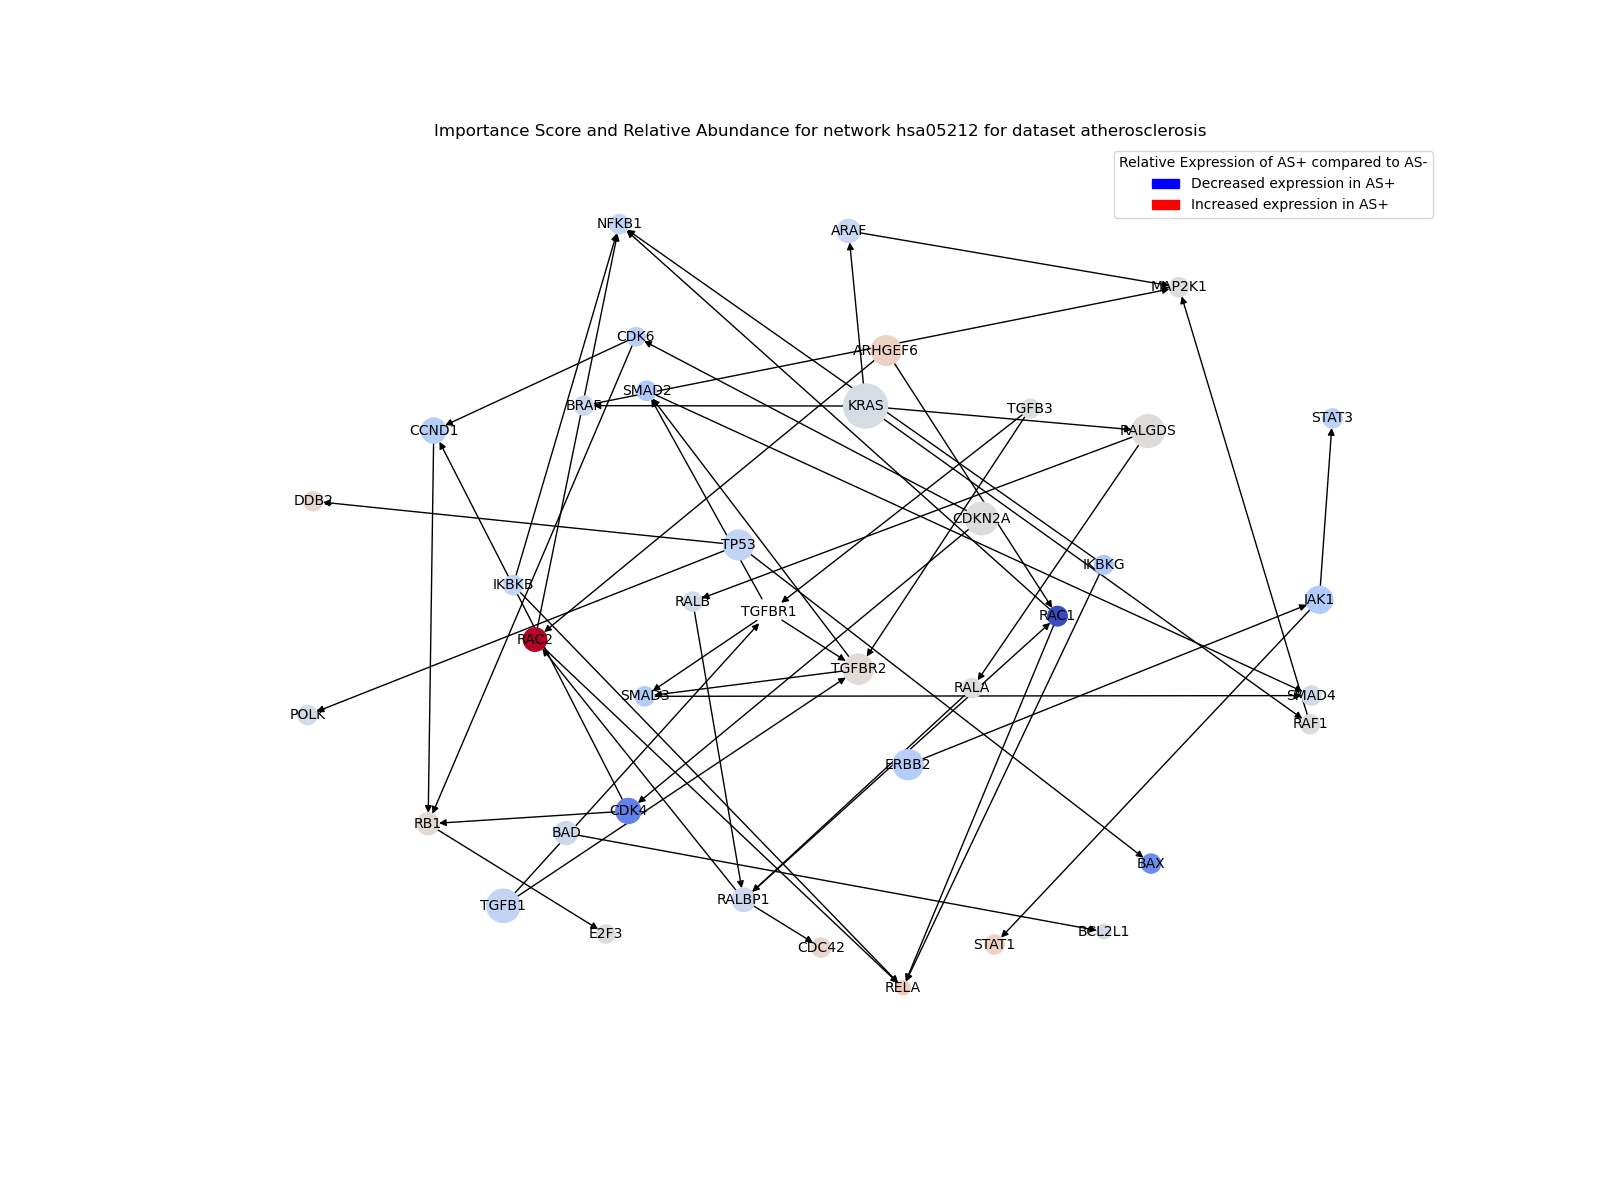 Importance Score and Relative Abundance for network hsa05212 for dataset atherosclerosis
Relative Expression of AS+ compared to AS-
Decreased expression in AS+
Increased expression in AS+
NFKB1
ARAF
MAP2K1
CDK6
ARHGEF6
SMAD2
BRAF
KRAS
TGFB3
STAT3
CCND1
RALGDS
DDB2
CDKN2A
TP53
IKBKG
IKBKB
RALB
TGFBR1
JAK1
RAC1
RAC2
TGFBR2
RALA
SMAD3
SMAD4
POLK
RAF1
ERBB2
CDK4
RB1
BAD
BAX
RALBP1
TGFB1
E2F3
BCL2L1
CDC42
STAT1
RELA